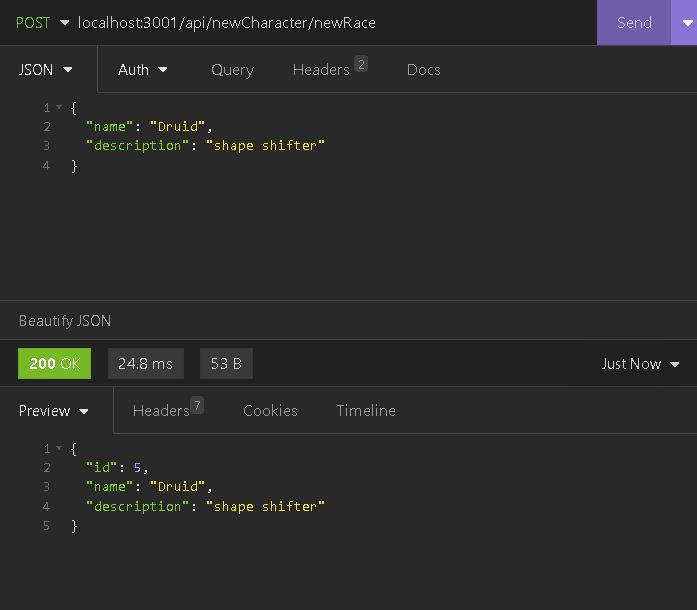 POST localhost:3001/api/newCharacter/newRace Send
JSON Auth Query Headers 2 Docs
1 {
2 "name": "Druid",
3 "description": "shape shifter"
4 }
Beautify JSON
200 OK 24.8 ms 53 B Just Now
Preview Headers 7 Cookies Timeline
1 {
2 "id": 5,
3 "name": "Druid",
4 "description": "shape shifter"
5 }